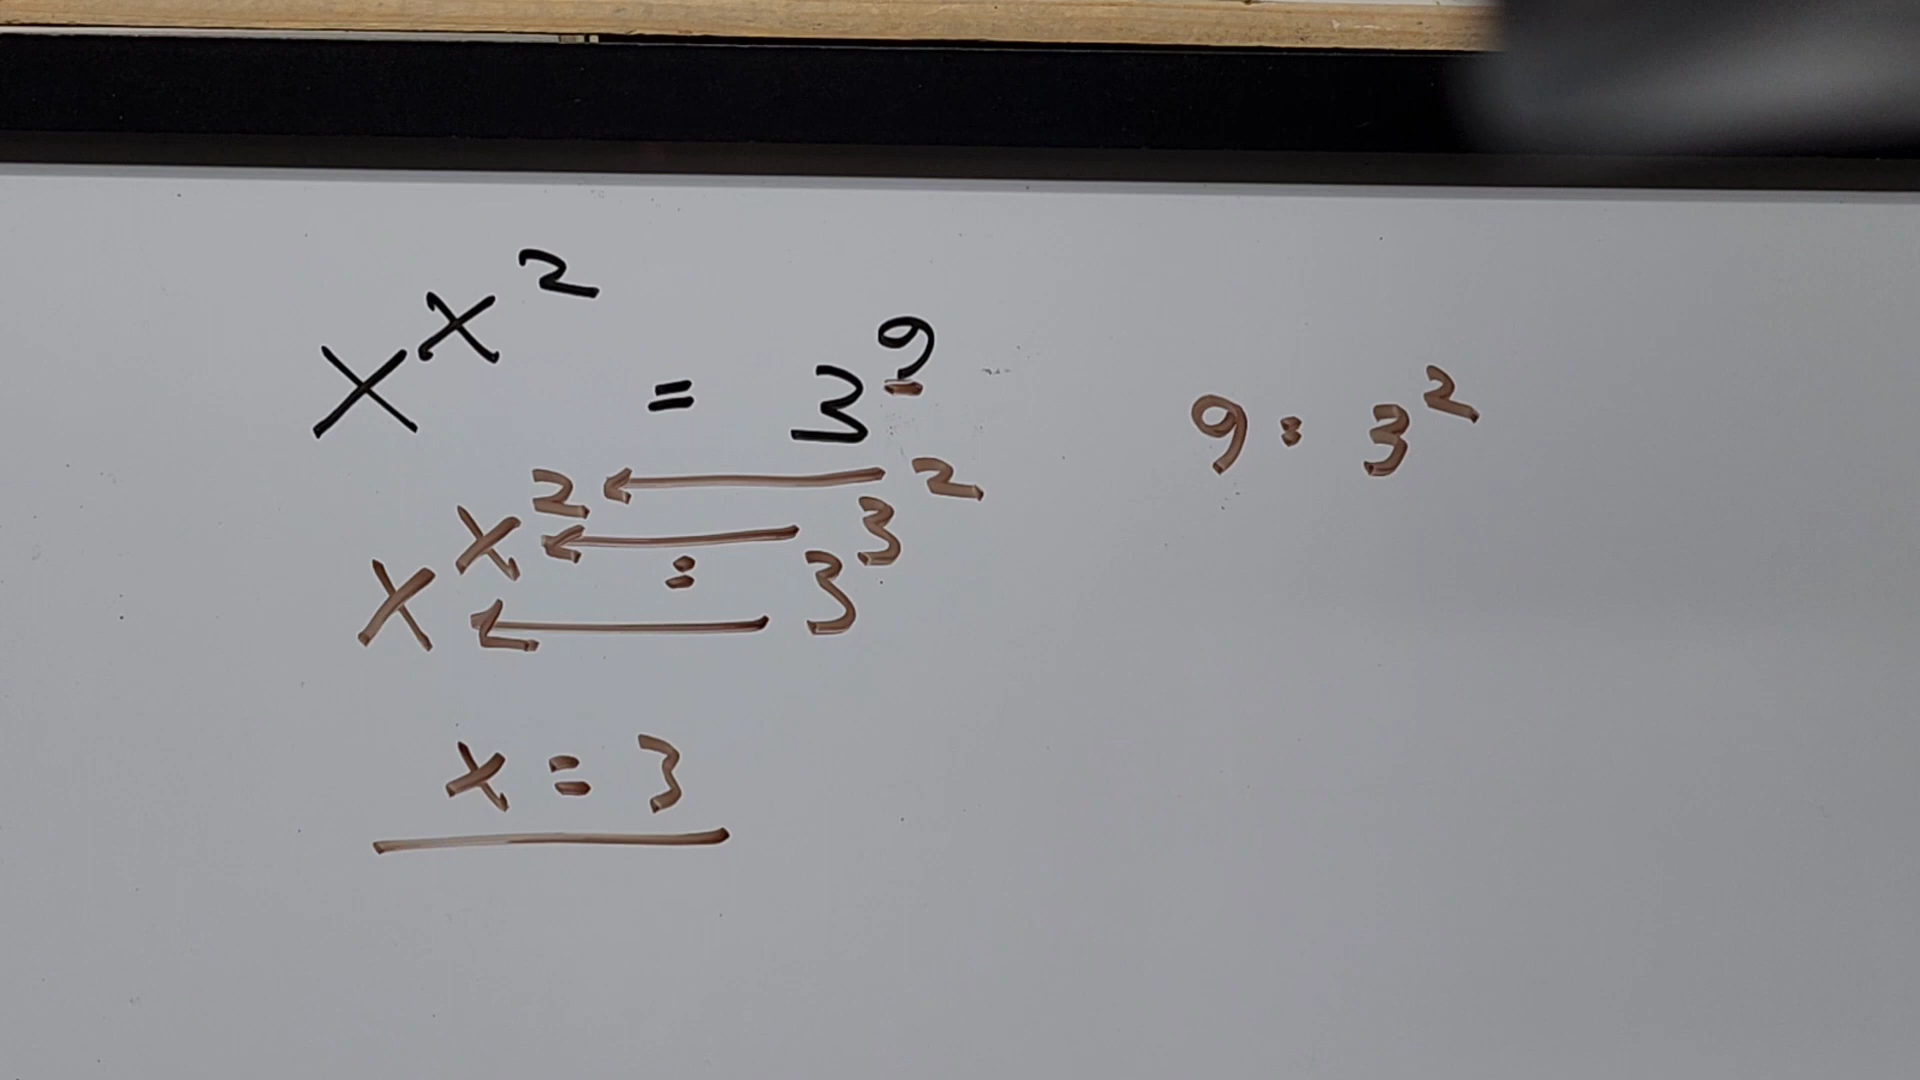 x^x^2 = 3^9
9 = 3^2
x^x^2 = 3^3^2
x = 3